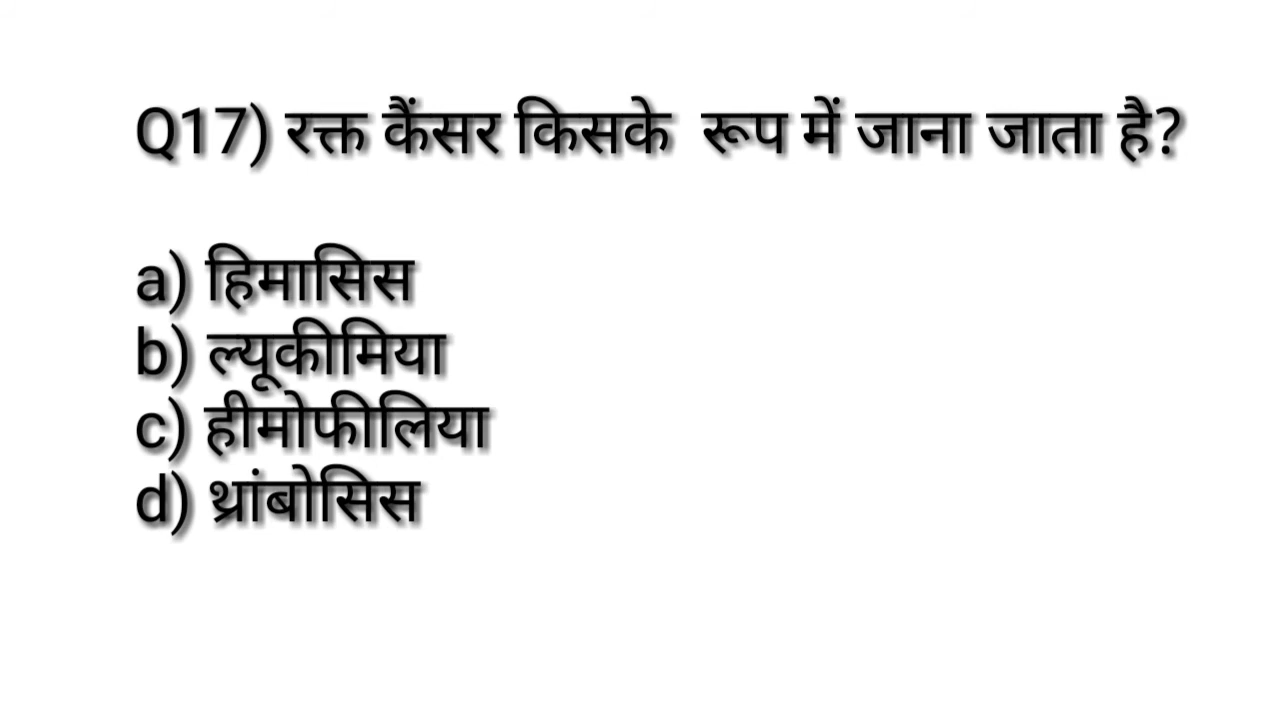 Q17) रक्त कैंसर किसके रूप में जाना जाता है?
a) हिमासिस
b) ल्यूकीमिया
c) हीमोफीलिया
d) थ्रांबोसिस